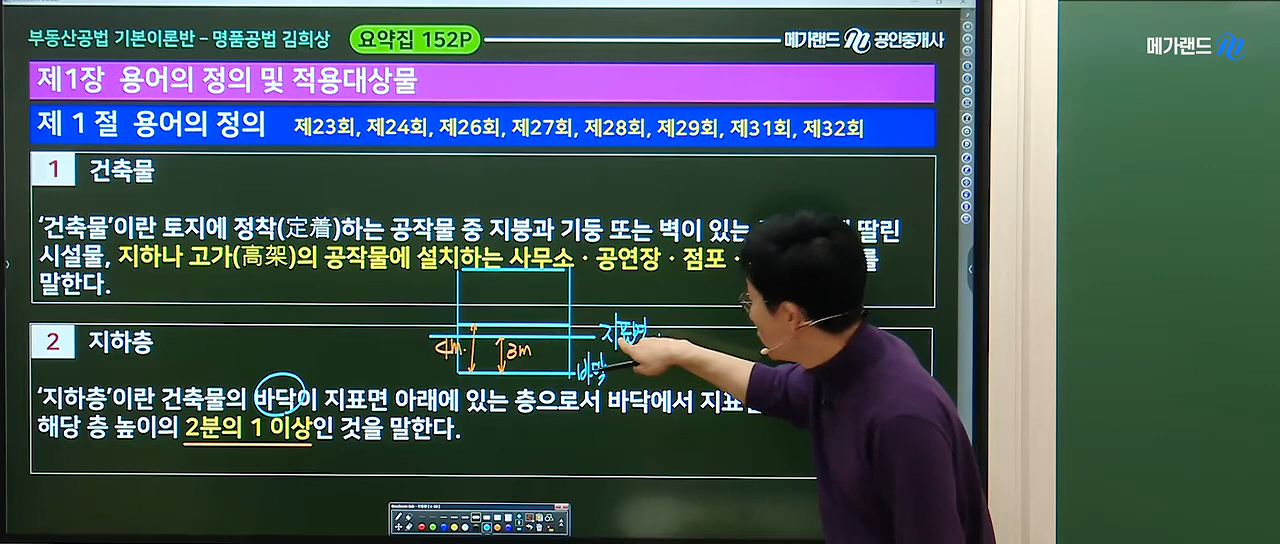 부동산공법 기본이론반 - 명품공법 김희상
요약집 152P
메가랜드 공인중개사
메가랜드
제1장 용어의 정의 및 적용대상물
제 1 절 용어의 정의 제23회, 제24회, 제26회, 제27회, 제28회, 제29회, 제31회, 제32회
1 건축물
‘건축물’이란 토지에 정착(定着)하는 공작물 중 지붕과 기둥 또는 벽이 있는 딸린
시설물, 지하나 고가(高架)의 공작물에 설치하는 사무소ㆍ공연장ㆍ점포ㆍ 를
말한다.
2 지하층
지표면
4m
3m
바닥
‘지하층’이란 건축물의 바닥이 지표면 아래에 있는 층으로서 바닥에서
해당 층 높이의 2분의 1 이상인 것을 말한다.